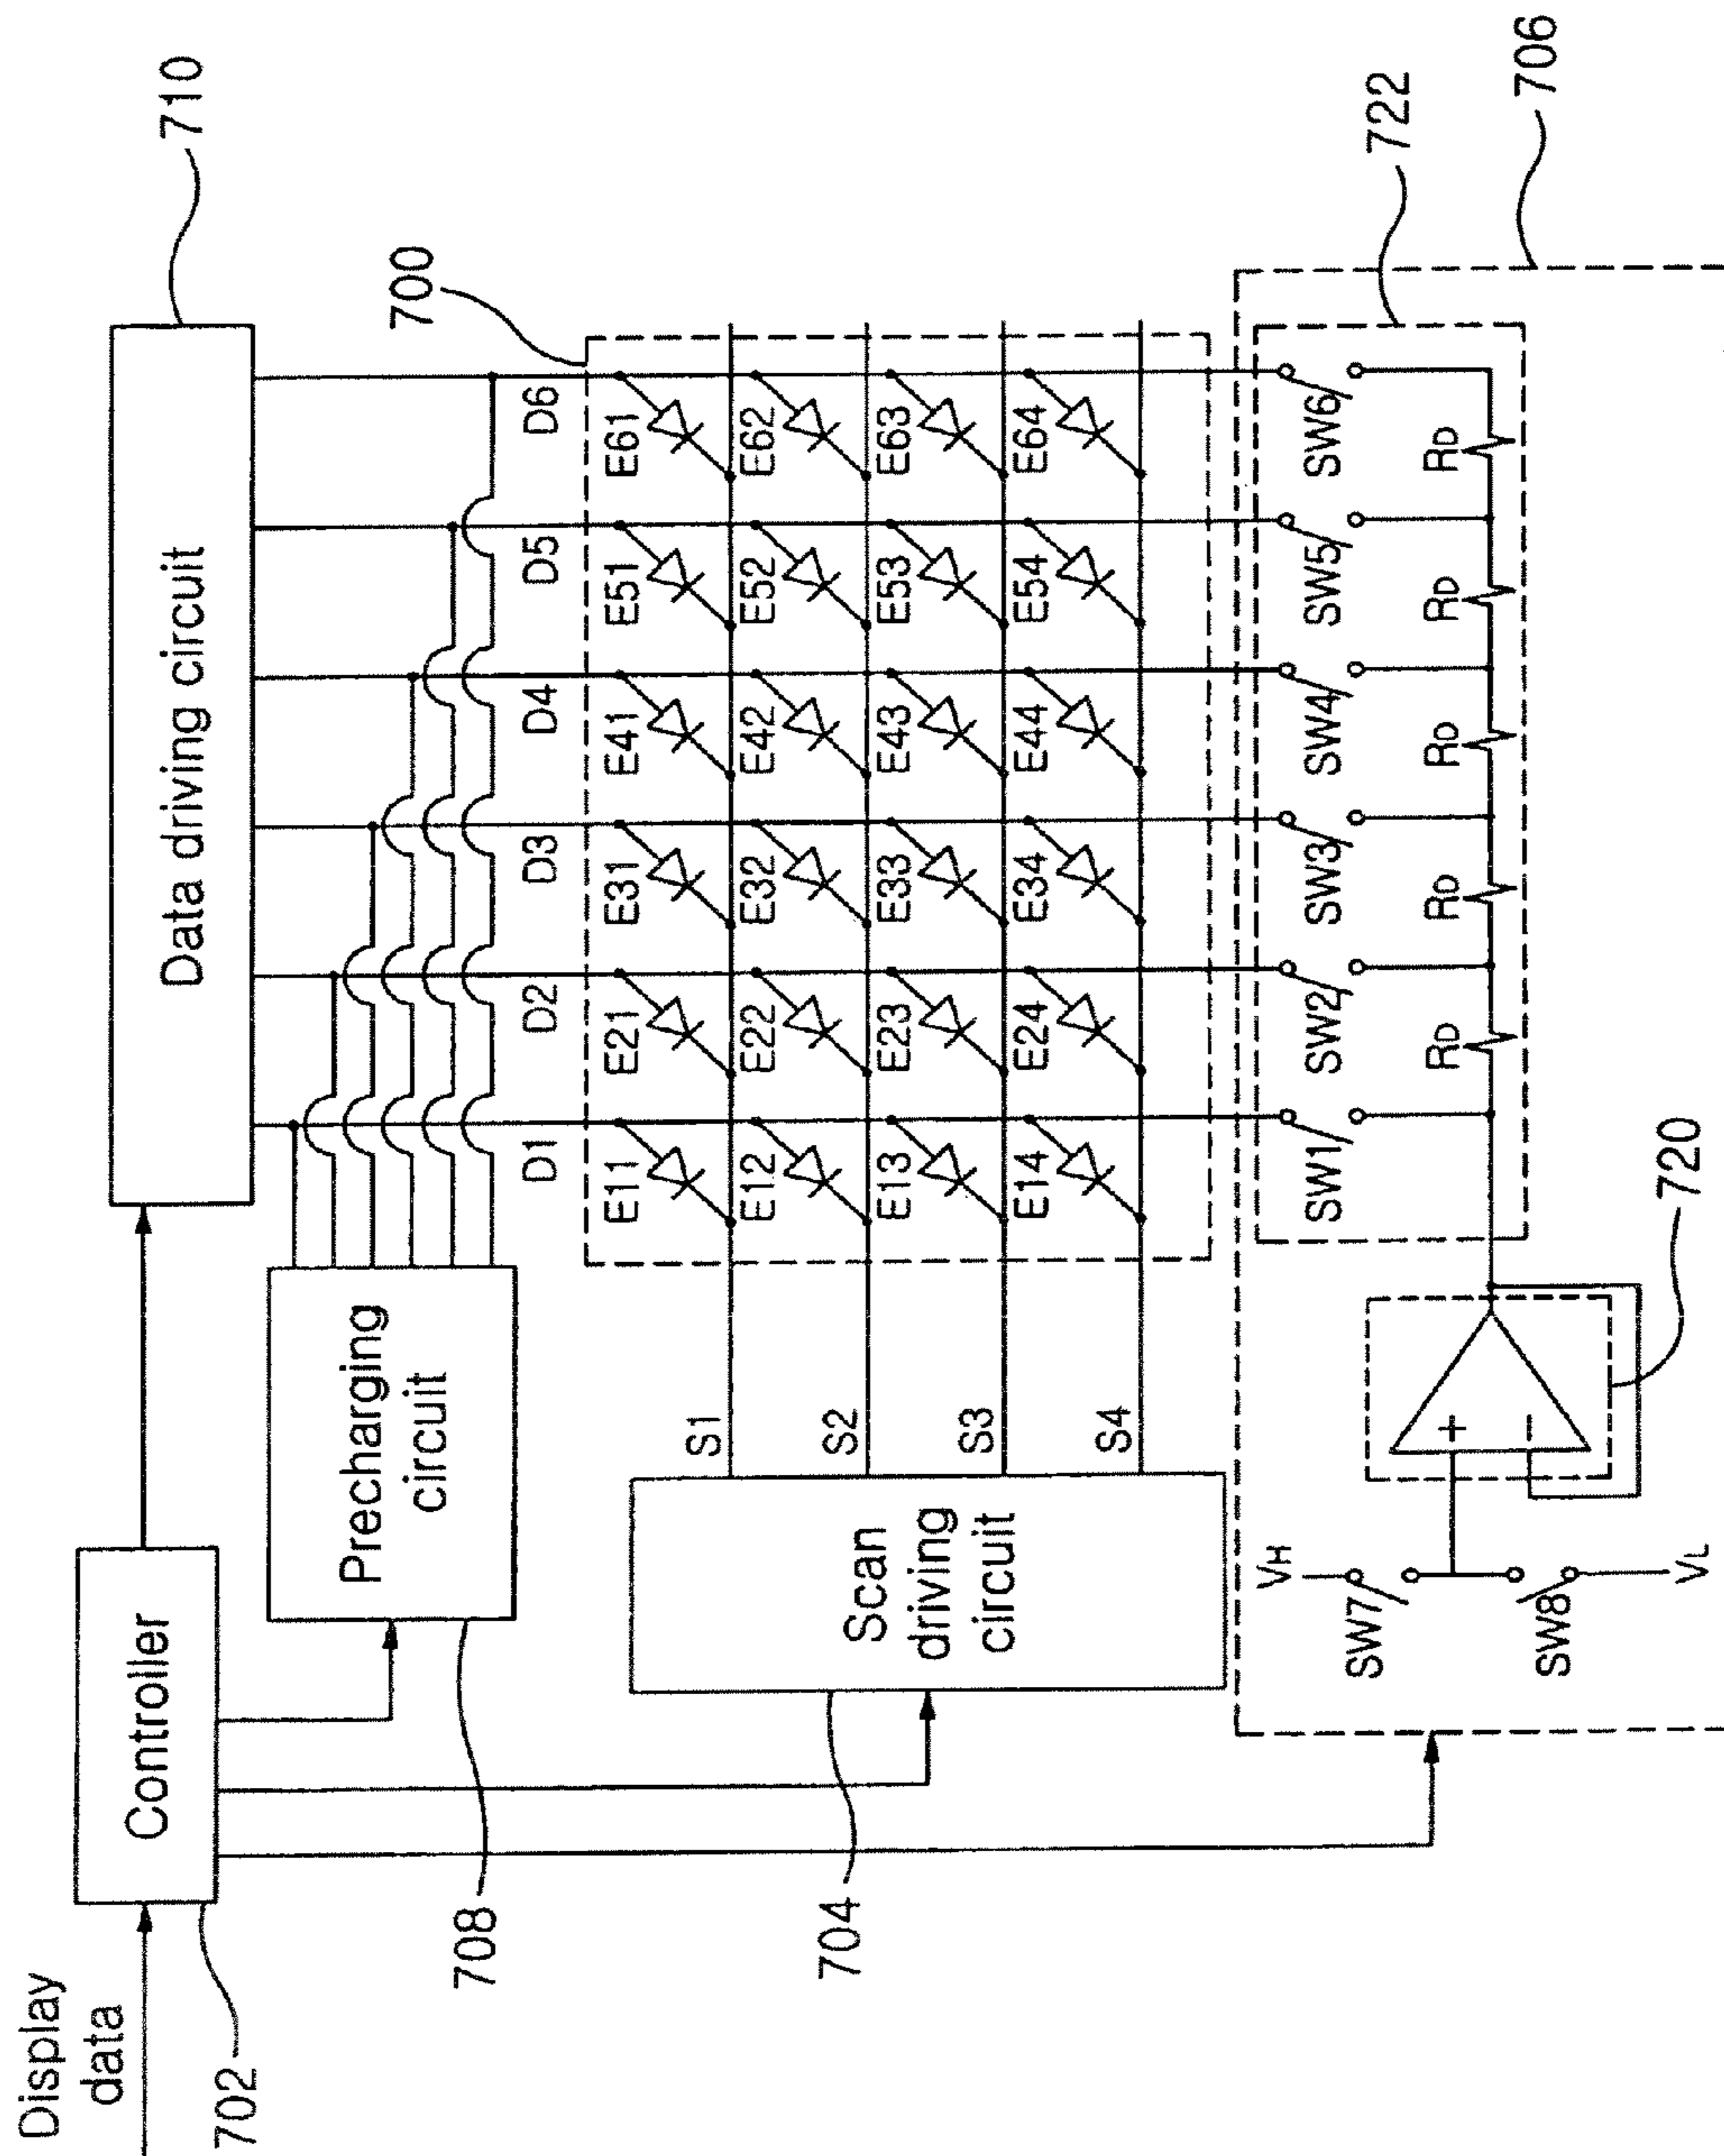 Display
data
702
Controller
Data driving circuit
710
708
Precharging
circuit
D1
D2
D3
D4
D5
D6
700
E11
E21
E31
E41
E51
E61
S1
E12
E22
E32
E42
E52
E62
S2
E13
E23
E33
E43
E53
E63
S3
E14
E24
E34
E44
E54
E64
S4
704
Scan
driving
circuit
VH
SW7
SW8
VL
+
−
720
SW1
SW2
SW3
SW4
SW5
SW6
RD
RD
RD
RD
RD
722
706